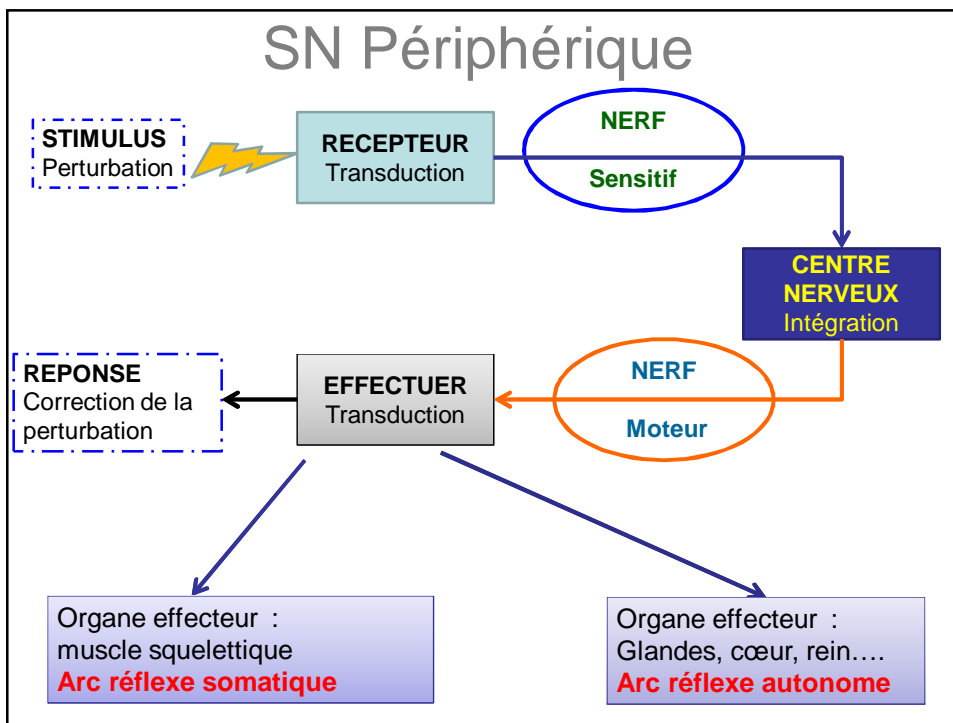 SN Périphérique
STIMULUS
Perturbation
RECEPTEUR
Transduction
NERF
Sensitif
CENTRE
NERVEUX
Intégration
REPONSE
Correction de la
perturbation
EFFECTUER
Transduction
NERF
Moteur
Organe effecteur :
muscle squelettique
Arc réflexe somatique
Organe effecteur :
Glandes, cœur, rein….
Arc réflexe autonome